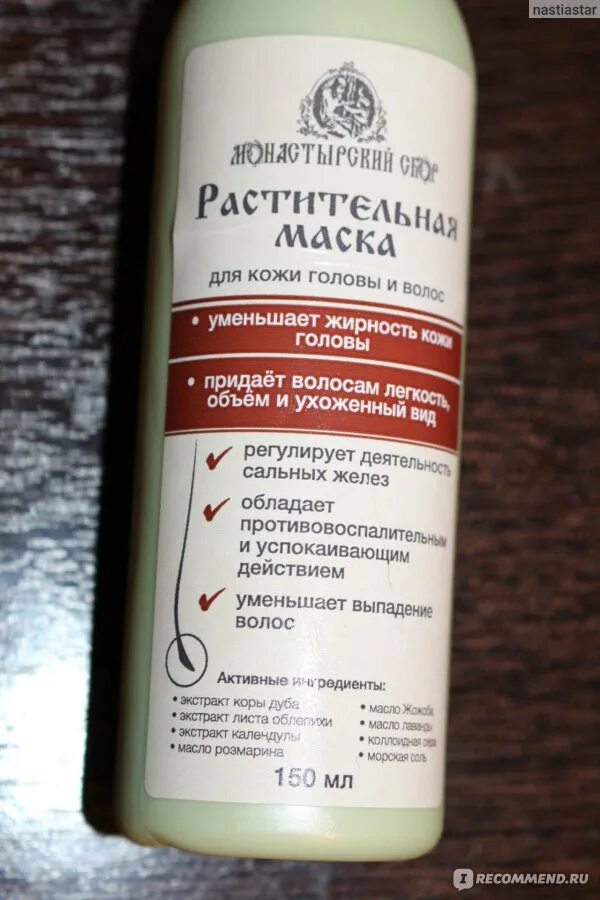 nastiastar
МОНАСТЫРСКИЙ СБОР
РАСТИТЕЛЬНАЯ
МАСКА
для кожи головы и волос
• уменьшает жирность кожи
головы
• придаёт волосам легкость,
объём и ухоженный вид
регулирует деятельность
сальных желез
обладает
противовоспалительным
и успокаивающим
действием
уменьшает выпадение
волос
Активные ингредиенты:
• экстракт коры дуба
• экстракт листа облепихи
• экстракт календулы
• масло розмарина
• масло Жожоба
• масло лаванды
• коллоидная сера
• морская соль
150 мл
IRECOMMEND.RU